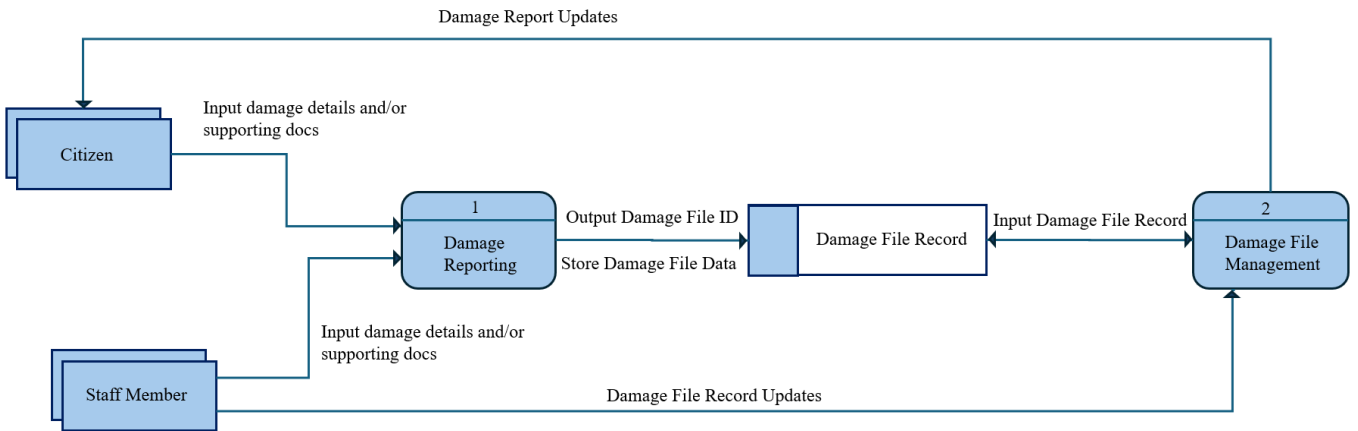 Damage Report Updates
Input damage details and/or
supporting docs
Citizen
1
Damage
Reporting
Output Damage File ID
Store Damage File Data
Damage File Record
Input Damage File Record
2
Damage File
Management
Input damage details and/or
supporting docs
Staff Member
Damage File Record Updates